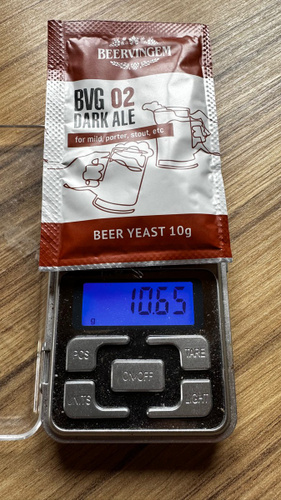 BEERVINGEM
BVG 02
DARK ALE
for mild, porter, stout, etc
BEER YEAST 10g
10.65
g
PCS
TARE
ON/OFF
UNITS
LIGHT